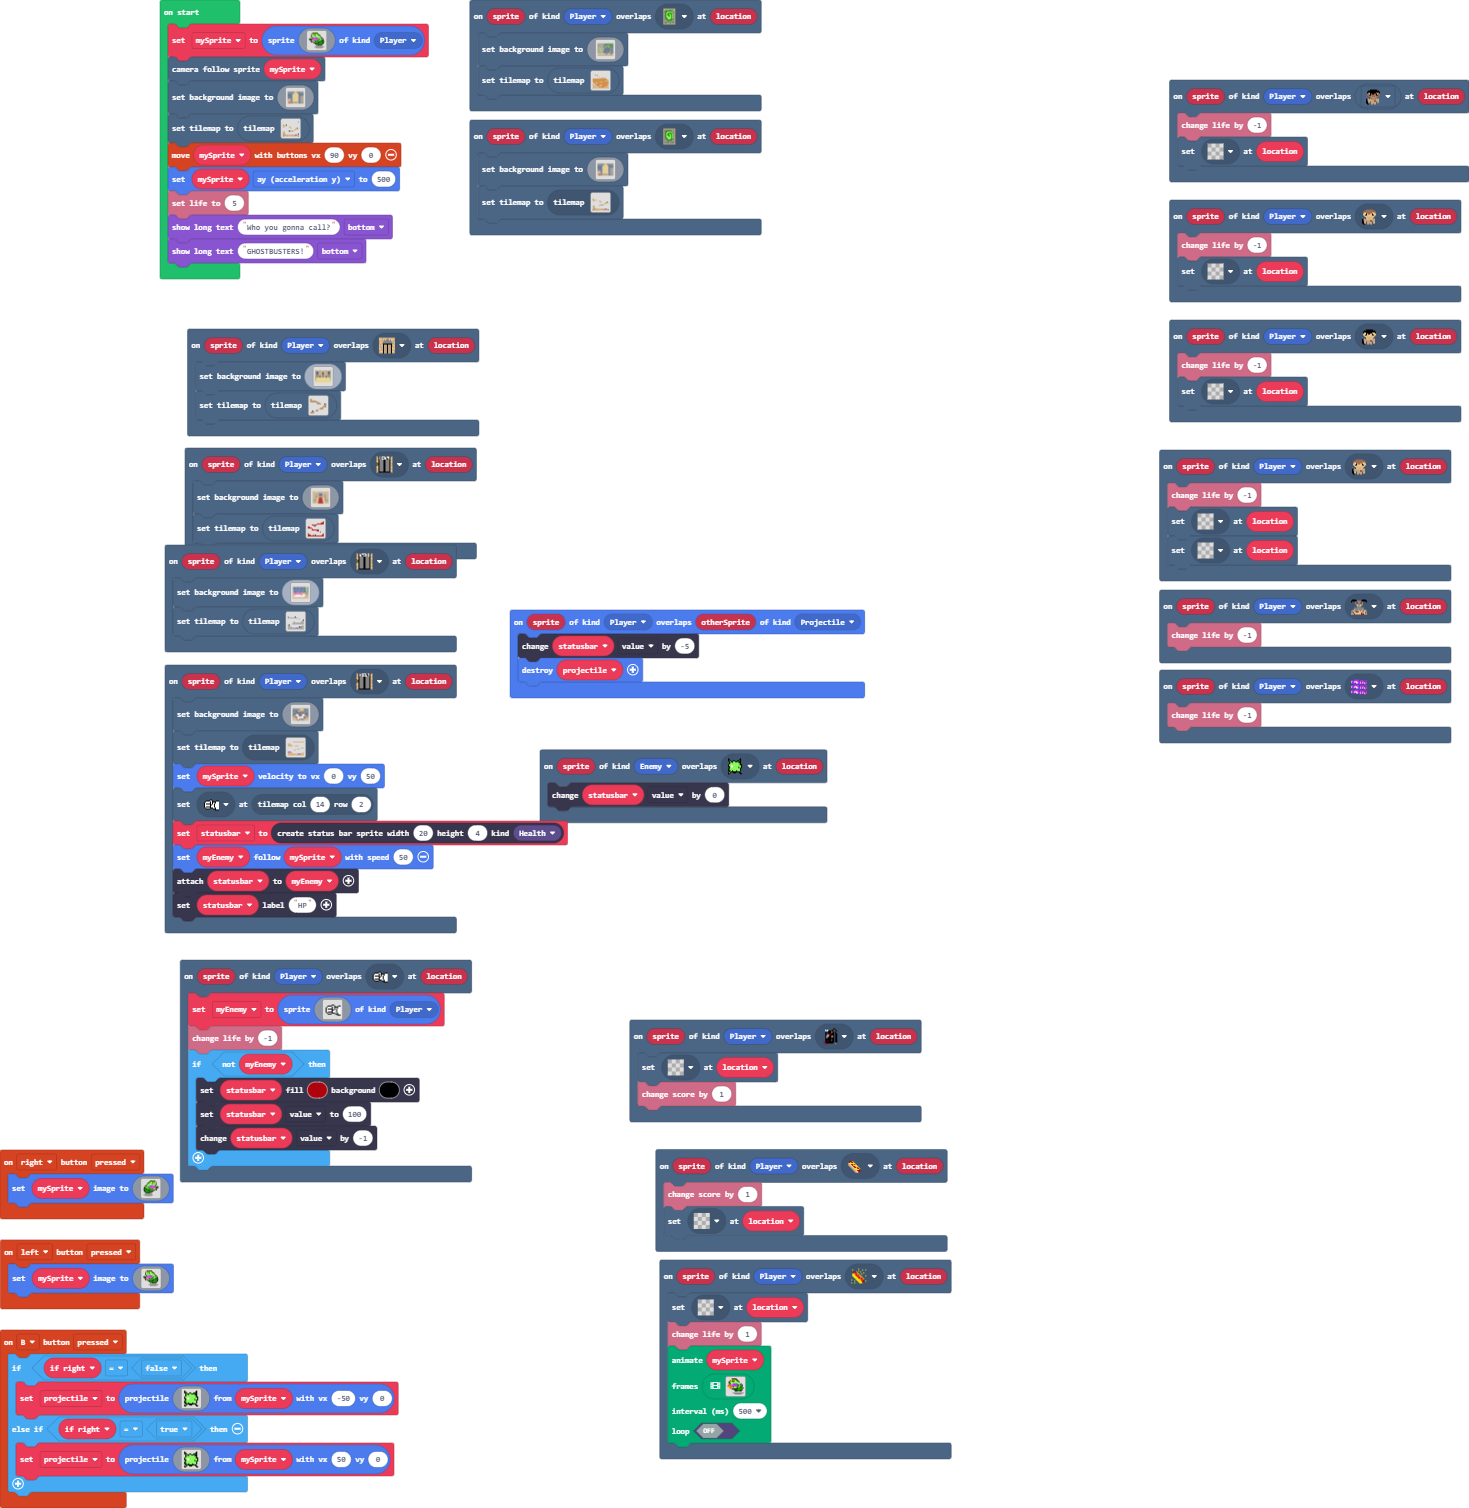 on start
set mySprite to sprite of kind Player
camera follow sprite mySprite
set background image to
set tilemap to tilemap
move mySprite with buttons vx 90 vy 0
set mySprite ay (acceleration y) to 500
set life to 5
show long text "Who you gonna call?" bottom
show long text "GHOSTBUSTERS!" bottom
on sprite of kind Player overlaps at location
set background image to
set tilemap to tilemap
on sprite of kind Player overlaps at location
set background image to
set tilemap to tilemap
on sprite of kind Player overlaps at location
change life by -1
set at location
on sprite of kind Player overlaps at location
change life by -1
set at location
on sprite of kind Player overlaps at location
change life by -1
set at location
on sprite of kind Player overlaps at location
change life by -1
set at location
set at location
on sprite of kind Player overlaps at location
change life by -1
on sprite of kind Player overlaps at location
change life by -1
on sprite of kind Player overlaps at location
set background image to
set tilemap to tilemap
on sprite of kind Player overlaps at location
set background image to
set tilemap to tilemap
on sprite of kind Player overlaps at location
set background image to
set tilemap to tilemap
on sprite of kind Player overlaps at location
set background image to
set tilemap to tilemap
set mySprite velocity to vx 0 vy 50
set at tilemap col 14 row 2
set statusbar to create status bar sprite width 20 height 4 kind Health
set myEnemy follow mySprite with speed 50
attach statusbar to myEnemy
set statusbar label "HP"
on sprite of kind Player overlaps otherSprite of kind Projectile
change statusbar value by -5
destroy projectile
on sprite of kind Enemy overlaps at location
change statusbar value by 0
on sprite of kind Player overlaps at location
set myEnemy to sprite of kind Player
change life by -1
if not myEnemy then
set statusbar fill background
set statusbar value to 100
change statusbar value by -1
on sprite of kind Player overlaps at location
set at location
change score by 1
on sprite of kind Player overlaps at location
change score by 1
set at location
on sprite of kind Player overlaps at location
set at location
change life by 1
animate mySprite
frames
interval (ms) 500
loop OFF
on right button pressed
set mySprite image to
on left button pressed
set mySprite image to
on B button pressed
if if right = false then
set projectile to projectile from mySprite with vx -50 vy 0
else if if right = true then
set projectile to projectile from mySprite with vx 50 vy 0